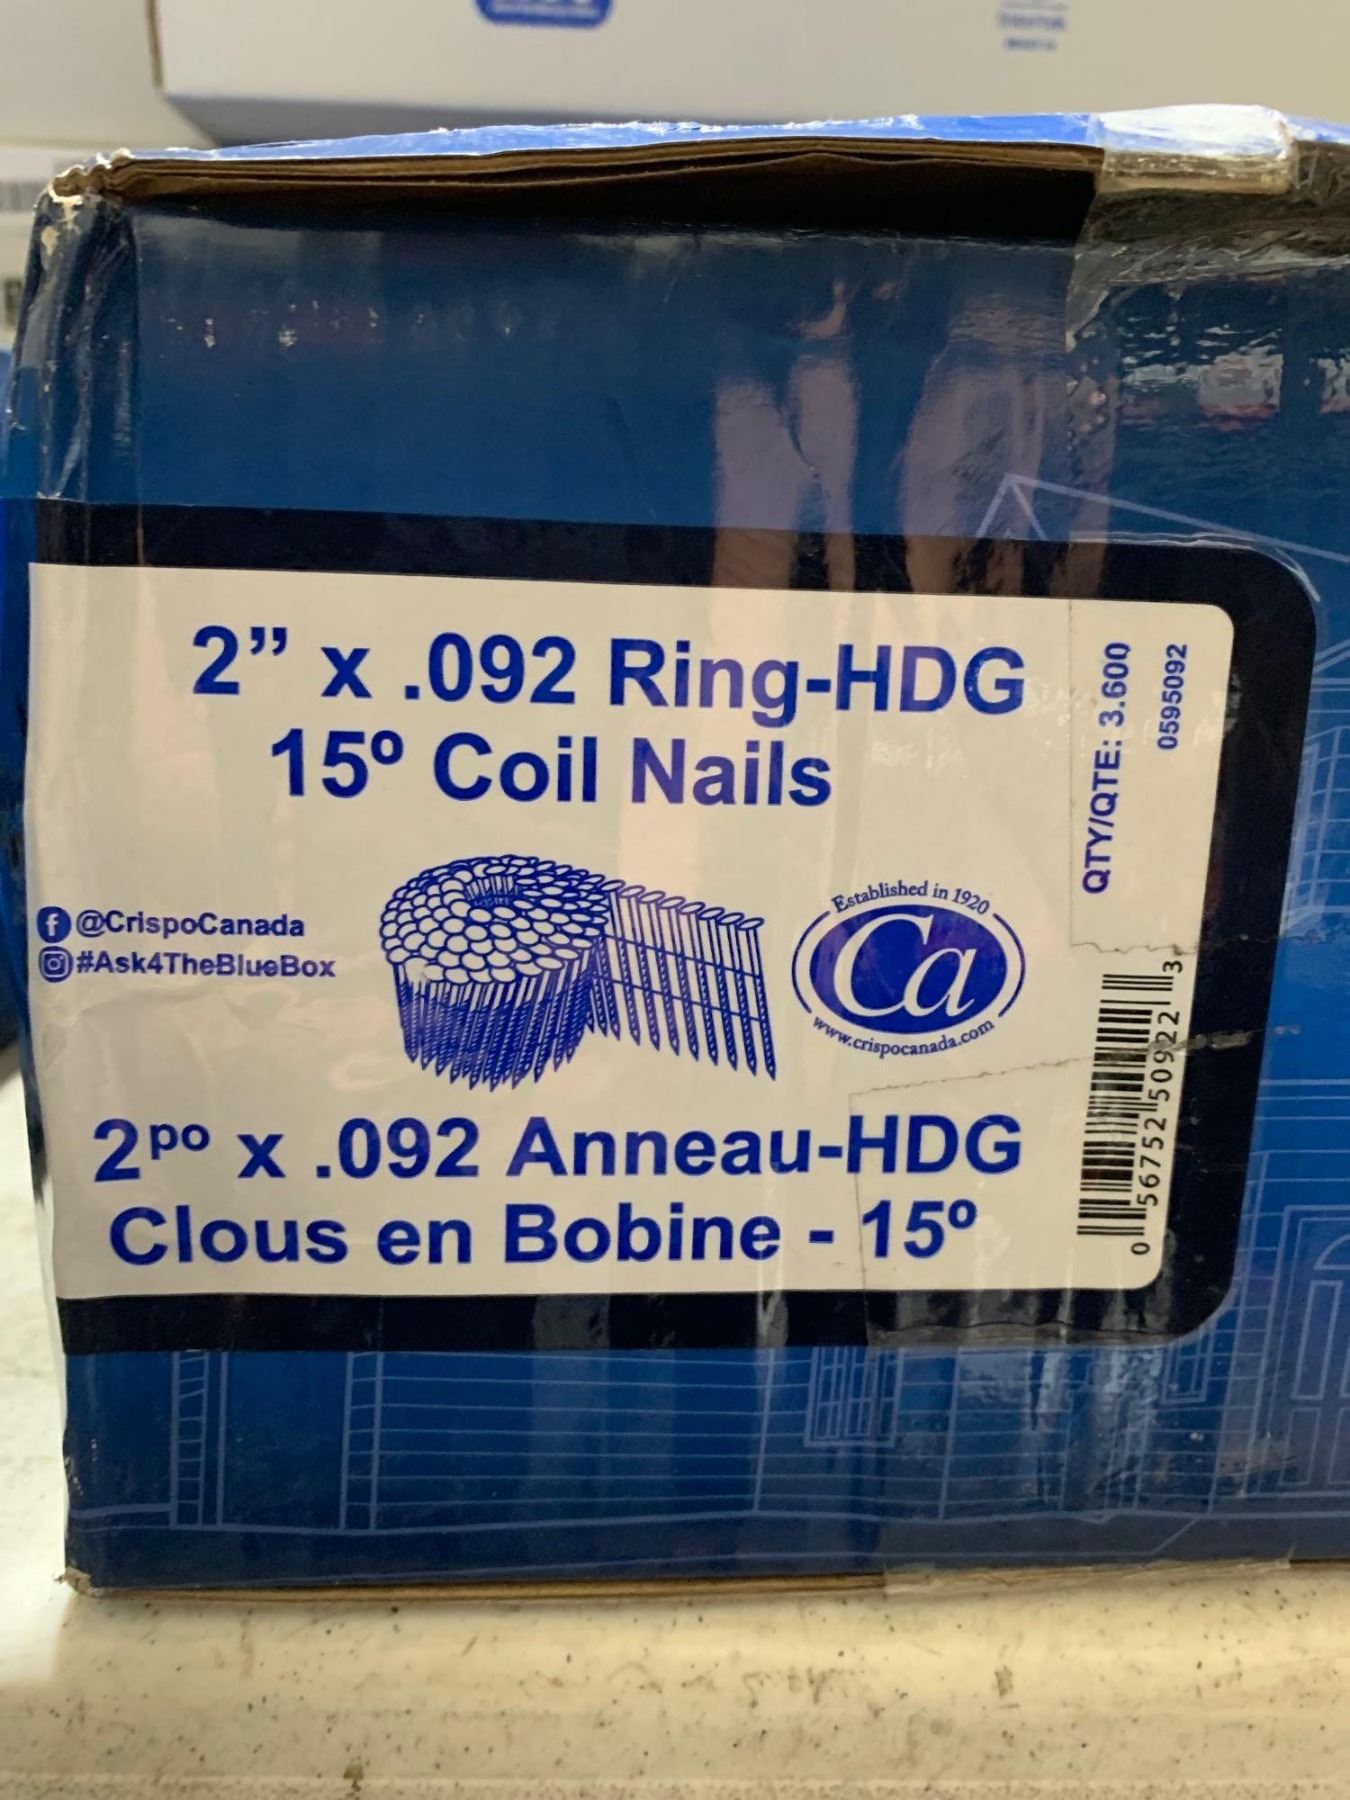 2” x .092 Ring-HDG
15º Coil Nails
@CrispoCanada
#Ask4TheBlueBox
Established in 1920
Ca
www.crispocanada.com
2po x .092 Anneau-HDG
Clous en Bobine - 15º
QTY/QTE: 3.600
0595092
0 56752 50922 3